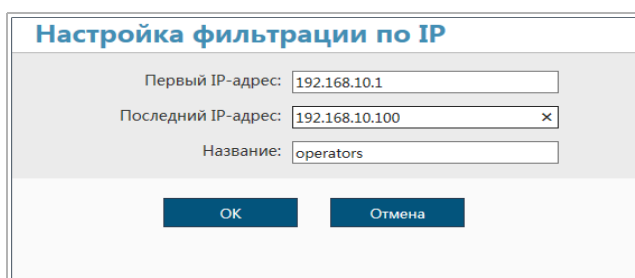 Настройка фильтрации по IP
Первый IP-адрес: 192.168.10.1
Последний IP-адрес: 192.168.10.100 ×
Название: operators
OK Отмена